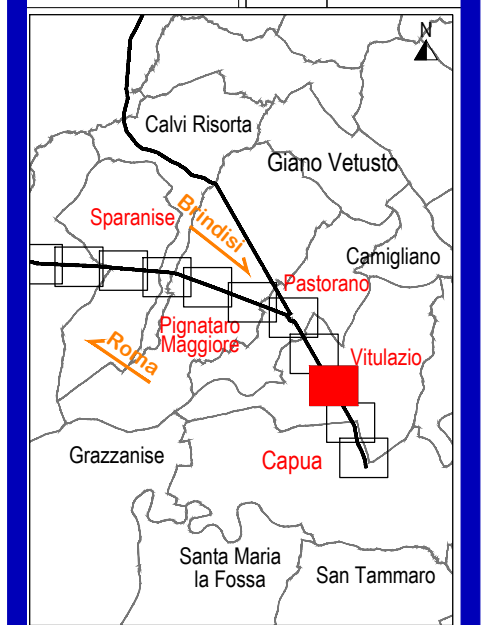 N
Calvi Risorta
Giano Vetusto
Sparanise
Brindisi
Camigliano
Pastorano
Pignataro
Maggiore
Roma
Vitulazio
Grazzanise
Capua
Santa Maria
la Fossa
San Tammaro